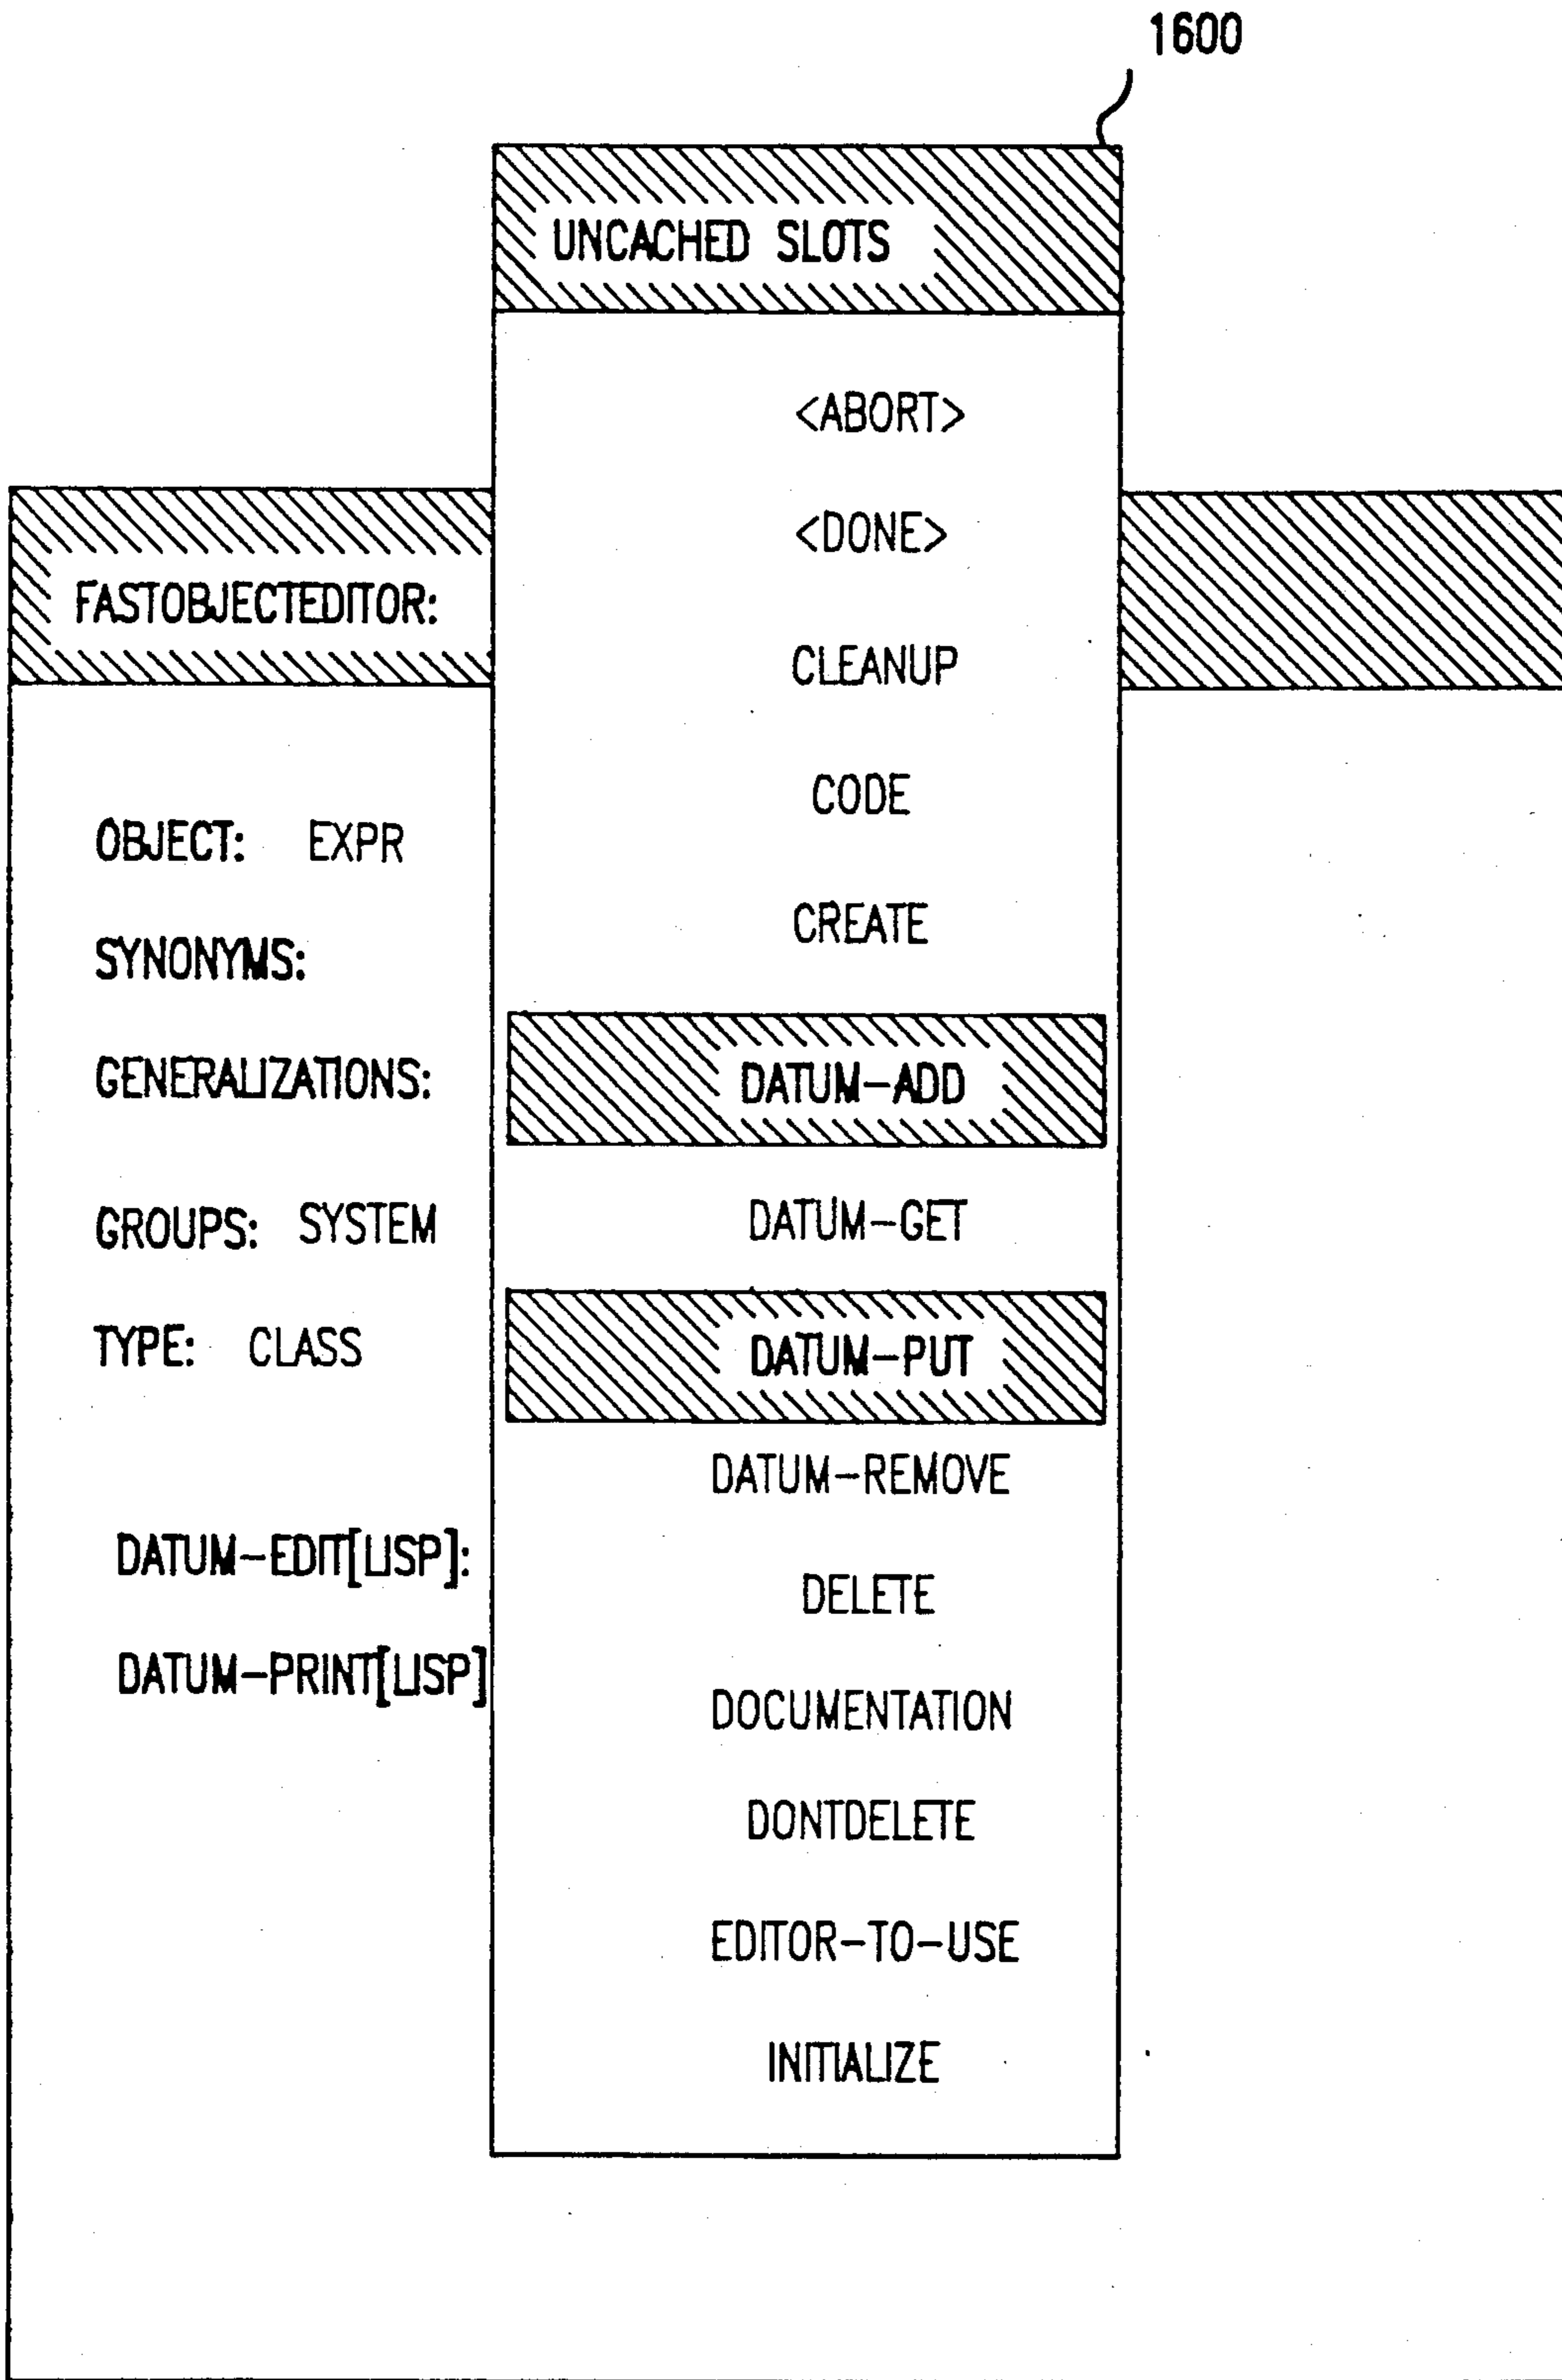 1600
UNCACHED SLOTS
<ABORT>
<DONE>
CLEANUP
CODE
CREATE
DATUM-ADD
DATUM-GET
DATUM-PUT
DATUM-REMOVE
DELETE
DOCUMENTATION
DONTDELETE
EDITOR-TO-USE
INITIALIZE
FASTOBJECTEDITOR:
OBJECT: EXPR
SYNONYMS:
GENERALIZATIONS:
GROUPS: SYSTEM
TYPE: CLASS
DATUM-EDIT[LISP]:
DATUM-PRINT[LISP]